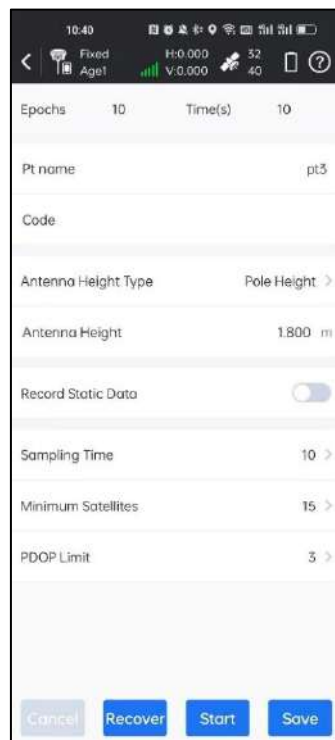 10:40
Fixed H:0.000 32
Age1 V:0.000 40
Epochs 10 Time(s) 10
Pt name pt3
Code
Antenna Height Type Pole Height
Antenna Height 1.800 m
Record Static Data
Sampling Time 10
Minimum Satellites 15
PDOP Limit 3
Cancel Recover Start Save